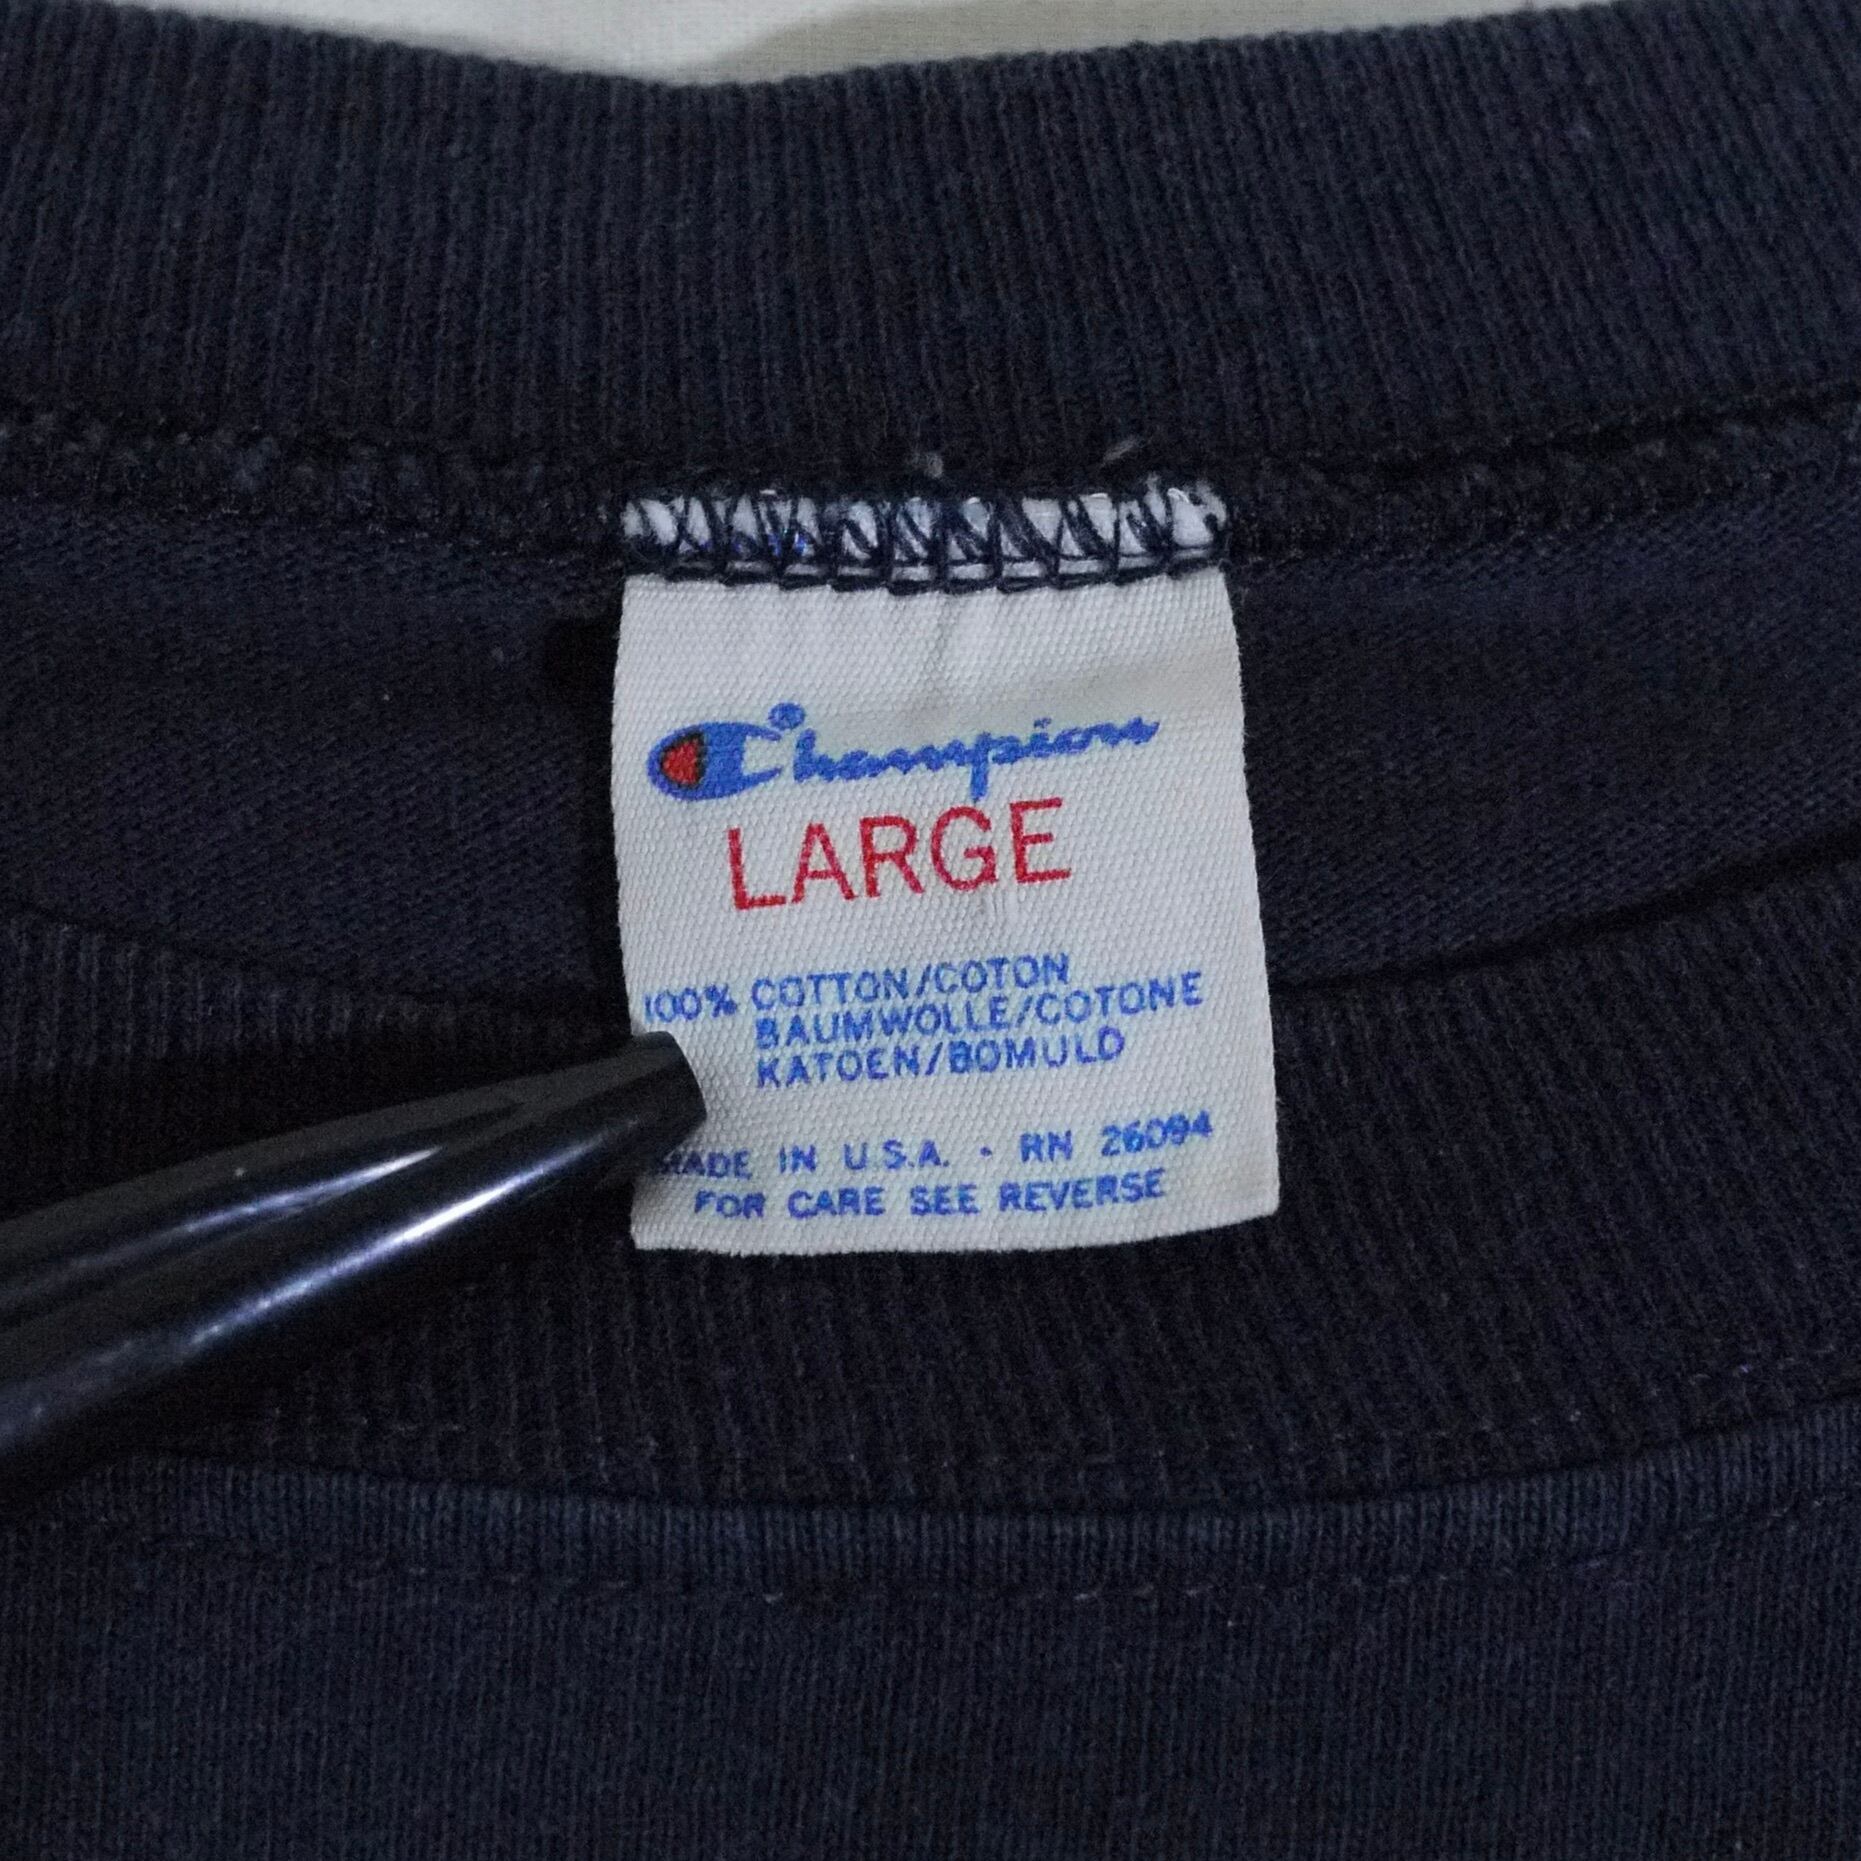 Champion
LARGE
100% COTTON/COTON
BAUMWOLLE/COTONE
KATOEN/BOMULD
MADE IN U.S.A. · RN 26094
FOR CARE SEE REVERSE